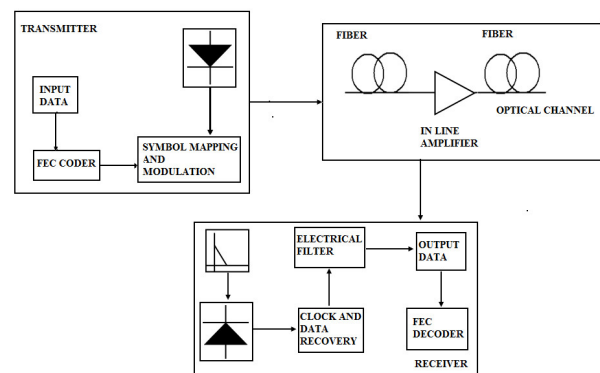 TRANSMITTER
INPUT
DATA
FEC CODER
SYMBOL MAPPING
AND
MODULATION
FIBER
FIBER
OPTICAL CHANNEL
IN LINE
AMPLIFIER
ELECTRICAL
FILTER
OUTPUT
DATA
CLOCK AND
DATA
RECOVERY
FEC
DECODER
RECEIVER